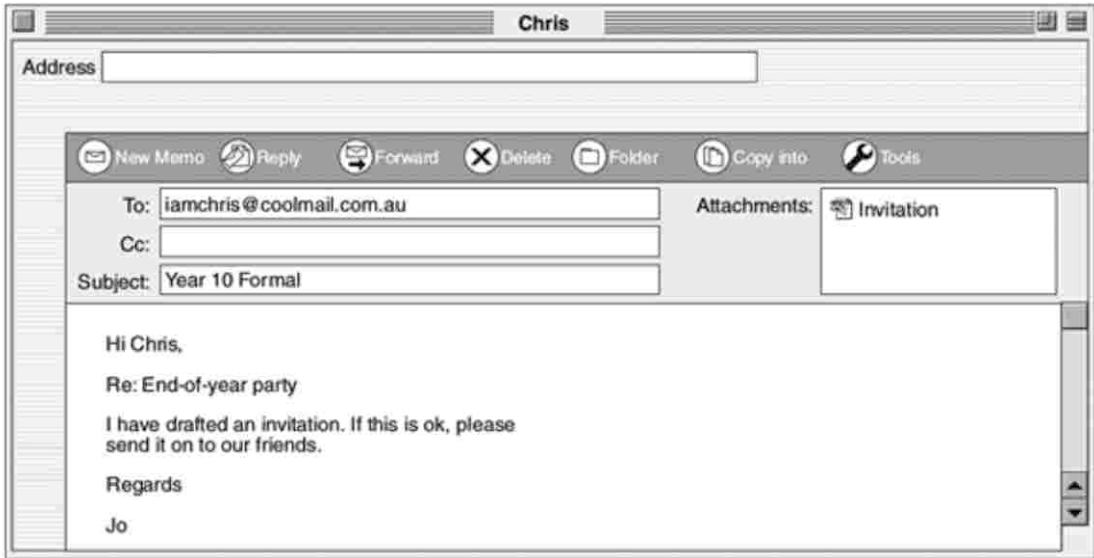 Chris
Address
New Memo Reply Forward Delete Folder Copy into Tools
To: iamchris@coolmail.com.au
Attachments: Invitation
Cc:
Subject: Year 10 Formal
Hi Chris,
Re: End-of-year party
I have drafted an invitation. If this is ok, please
send it on to our friends.
Regards
Jo